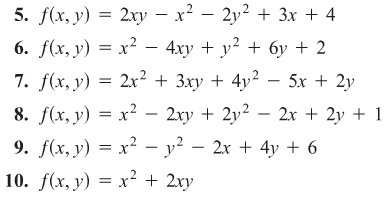 5. f(x, y) = 2xy − x² − 2y² + 3x + 4
6. f(x, y) = x² − 4xy + y² + 6y + 2
7. f(x, y) = 2x² + 3xy + 4y² − 5x + 2y
8. f(x, y) = x² − 2xy + 2y² − 2x + 2y + 1
9. f(x, y) = x² − y² − 2x + 4y + 6
10. f(x, y) = x² + 2xy